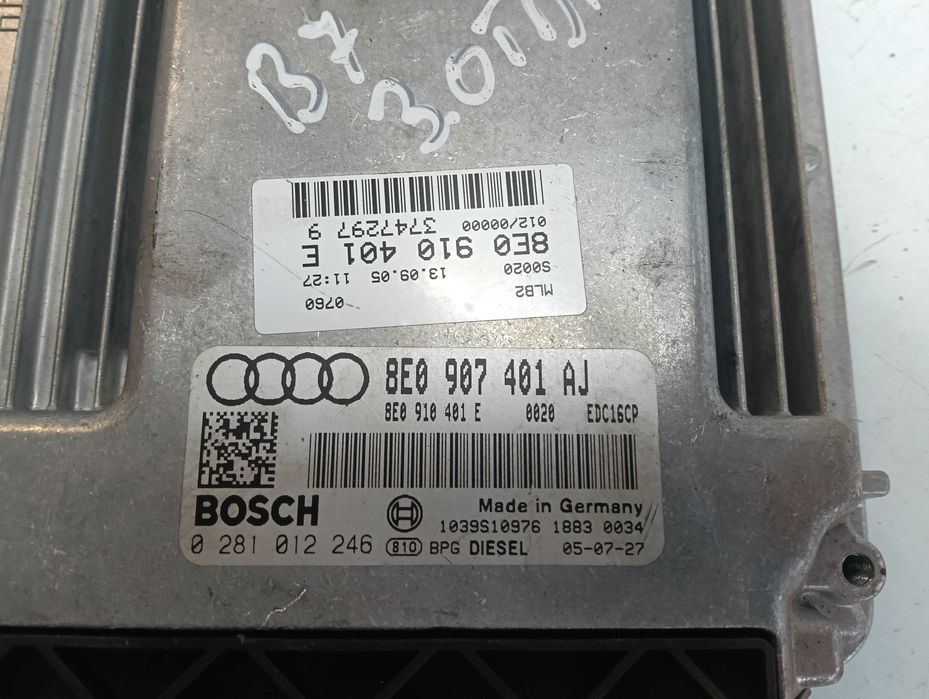 B7
3.0TDI
MLB2 0760
S0020 13.09.05 11:27
8E0 910 401 E
012/00000 3747297 9
8E0 907 401 AJ
8E0 910 401 E 0020 EDC16CP
BOSCH Made in Germany
1039S10976 1883 0034
0 281 012 246 810 BPG DIESEL 05-07-27